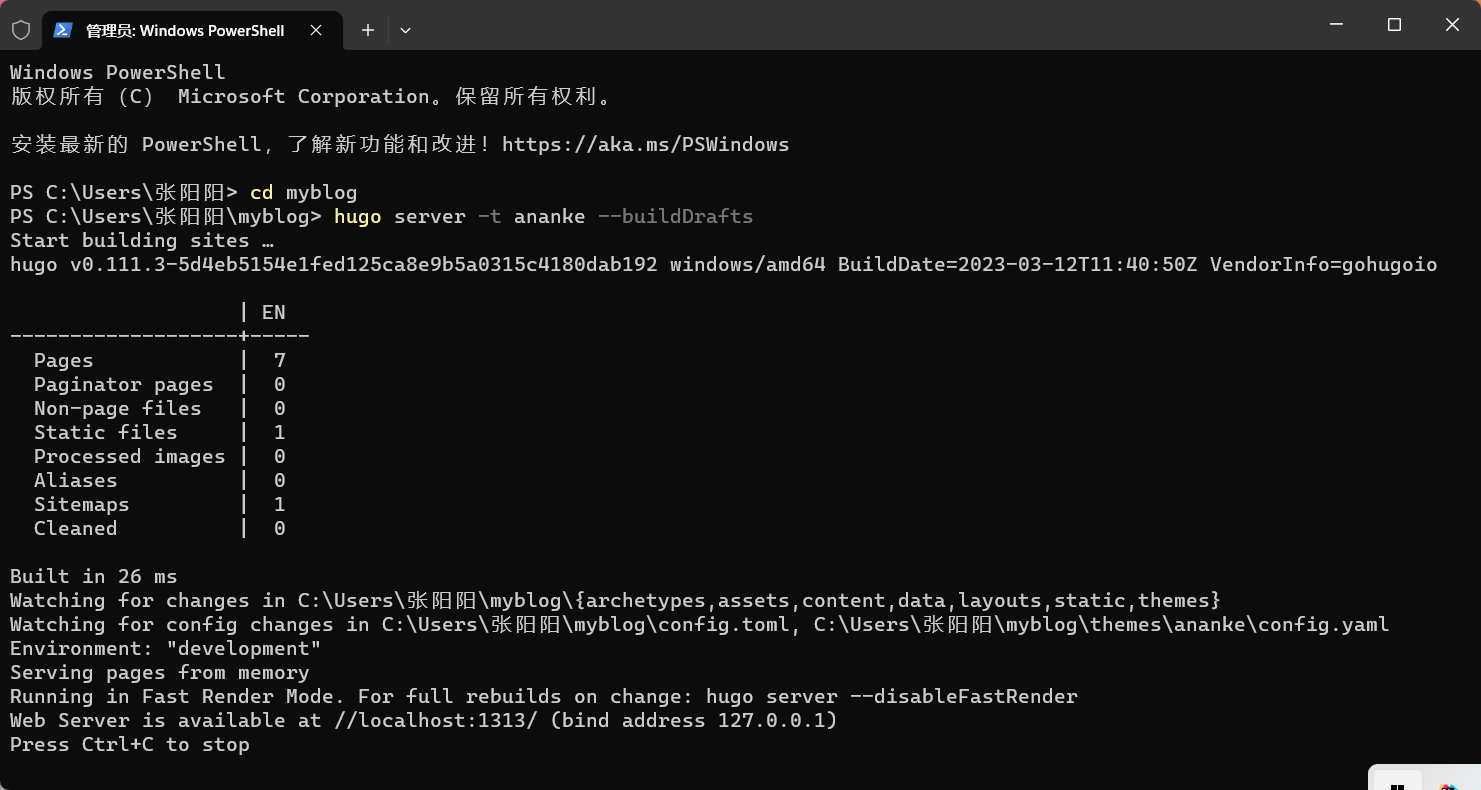 管理员: Windows PowerShell
Windows PowerShell
版权所有 (C) Microsoft Corporation。保留所有权利。
安装最新的 PowerShell，了解新功能和改进！https://aka.ms/PSWindows
PS C:\Users\张阳阳> cd myblog
PS C:\Users\张阳阳\myblog> hugo server -t ananke --buildDrafts
Start building sites …
hugo v0.111.3-5d4eb5154e1fed125ca8e9b5a0315c4180dab192 windows/amd64 BuildDate=2023-03-12T11:40:50Z VendorInfo=gohugoio
                   | EN
-------------------+-----
  Pages            |  7
  Paginator pages  |  0
  Non-page files   |  0
  Static files     |  1
  Processed images |  0
  Aliases          |  0
  Sitemaps         |  1
  Cleaned          |  0
Built in 26 ms
Watching for changes in C:\Users\张阳阳\myblog\{archetypes,assets,content,data,layouts,static,themes}
Watching for config changes in C:\Users\张阳阳\myblog\config.toml, C:\Users\张阳阳\myblog\themes\ananke\config.yaml
Environment: "development"
Serving pages from memory
Running in Fast Render Mode. For full rebuilds on change: hugo server --disableFastRender
Web Server is available at //localhost:1313/ (bind address 127.0.0.1)
Press Ctrl+C to stop